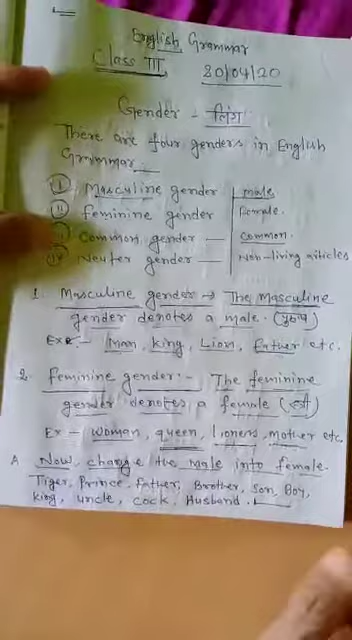 English Grammar
Class III 20/04/20
Gender - लिंग
There are four genders in English
Grammar
i Masculine gender male
ii Feminine gender Female.
Common gender — Common.
iv Neuter gender — Non-living articles
1. Masculine gender → The Masculine
gender denotes a male. (पुरुष)
Ex :- Man, King, Lion, Father etc.
2. Feminine gender :- The feminine
gender denotes a female (स्त्री)
Ex - Woman, queen, lioness, mother etc.
A Now, change the male into female.
Tiger, Prince, Father, Brother, Son, Boy,
King, uncle, cock, Husband.